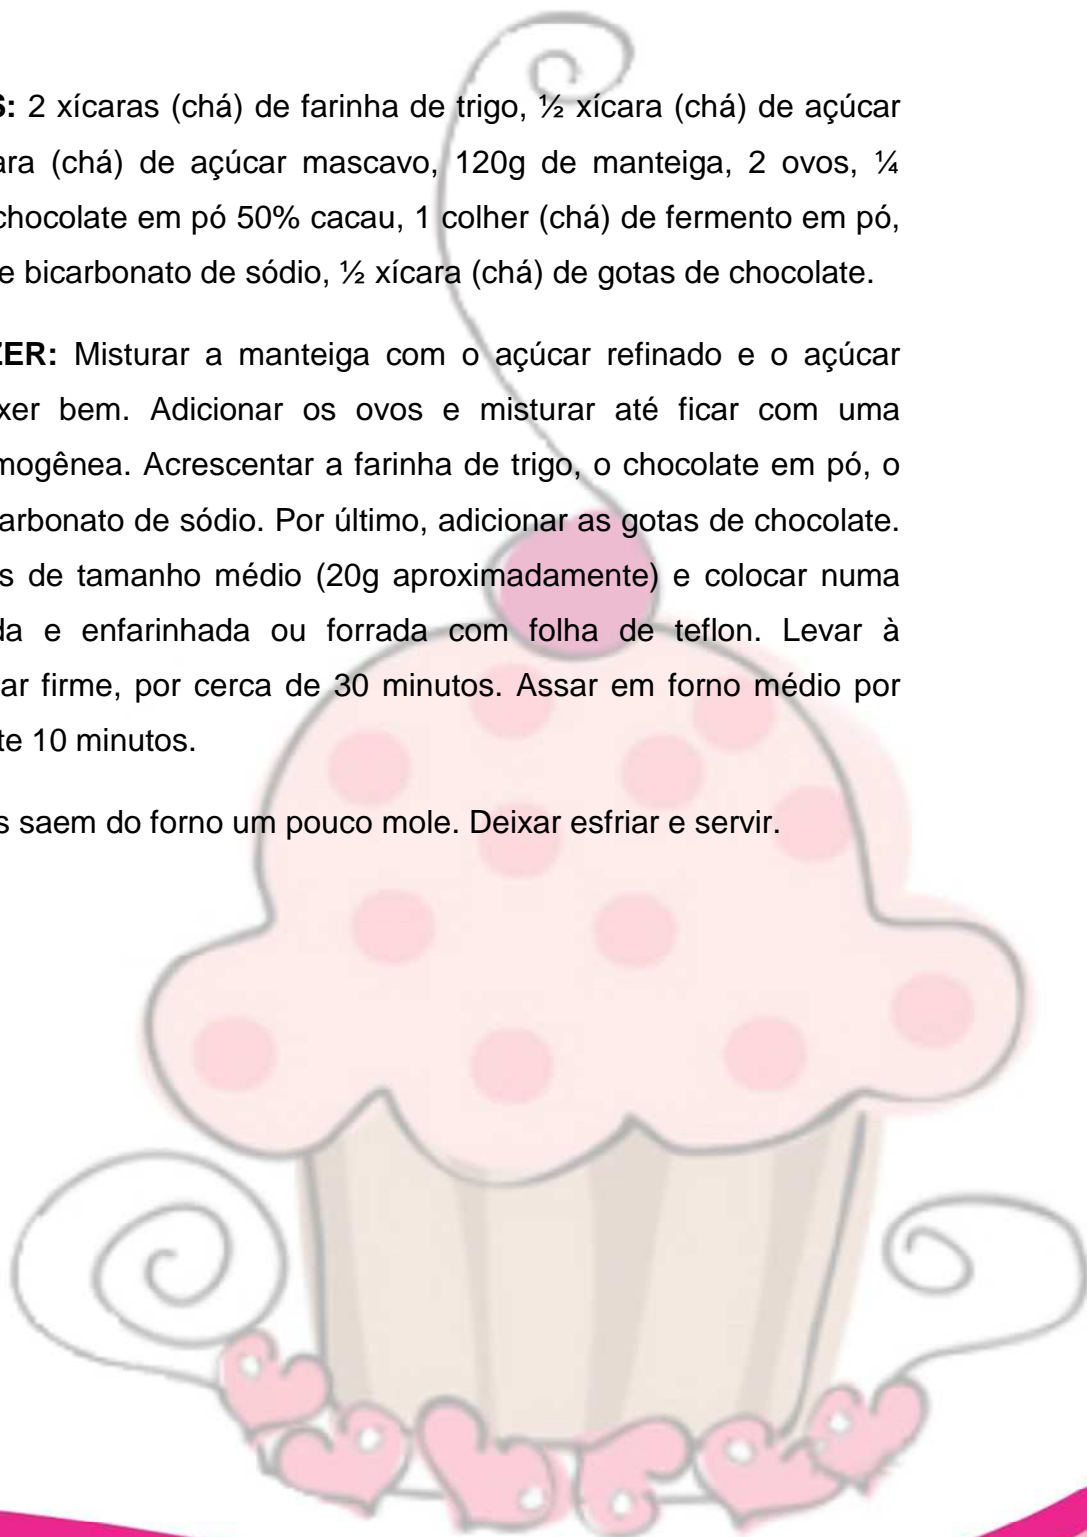 S: 2 xícaras (chá) de farinha de trigo, ½ xícara (chá) de açúcar
ara (chá) de açúcar mascavo, 120g de manteiga, 2 ovos, ¼
chocolate em pó 50% cacau, 1 colher (chá) de fermento em pó,
e bicarbonato de sódio, ½ xícara (chá) de gotas de chocolate.
ZER: Misturar a manteiga com o açúcar refinado e o açúcar
xer bem. Adicionar os ovos e misturar até ficar com uma
mogênea. Acrescentar a farinha de trigo, o chocolate em pó, o
arbonato de sódio. Por último, adicionar as gotas de chocolate.
s de tamanho médio (20g aproximadamente) e colocar numa
da e enfarinhada ou forrada com folha de teflon. Levar à
ar firme, por cerca de 30 minutos. Assar em forno médio por
te 10 minutos.
s saem do forno um pouco mole. Deixar esfriar e servir.